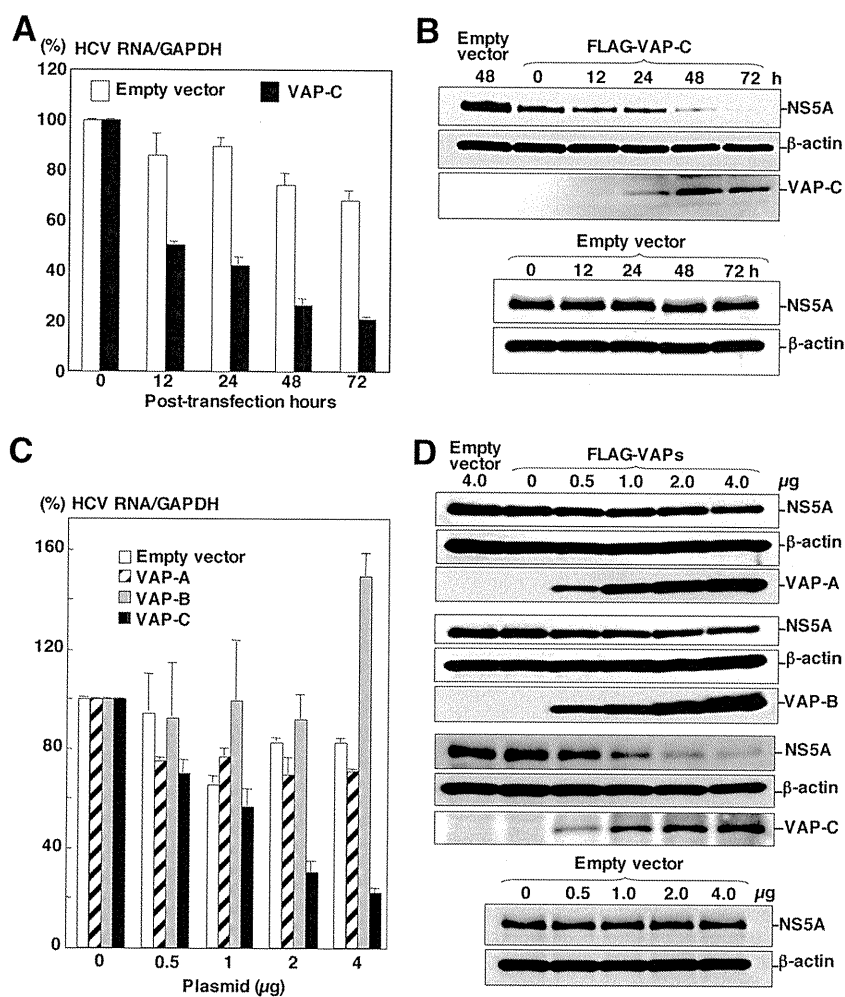 A
(%) HCV RNA/GAPDH
120
100
80
60
40
20
0
Empty vector
VAP-C
0 12 24 48 72
Post-transfection hours
B
Empty vector
FLAG-VAP-C
48 0 12 24 48 72 h
NS5A
β-actin
VAP-C
Empty vector
0 12 24 48 72 h
NS5A
β-actin
C
(%) HCV RNA/GAPDH
160
120
80
40
0
Empty vector
VAP-A
VAP-B
VAP-C
0 0.5 1 2 4
Plasmid (µg)
D
Empty vector
FLAG-VAPs
4.0 0 0.5 1.0 2.0 4.0 µg
NS5A
β-actin
VAP-A
NS5A
β-actin
VAP-B
NS5A
β-actin
VAP-C
Empty vector
0 0.5 1.0 2.0 4.0 µg
NS5A
β-actin